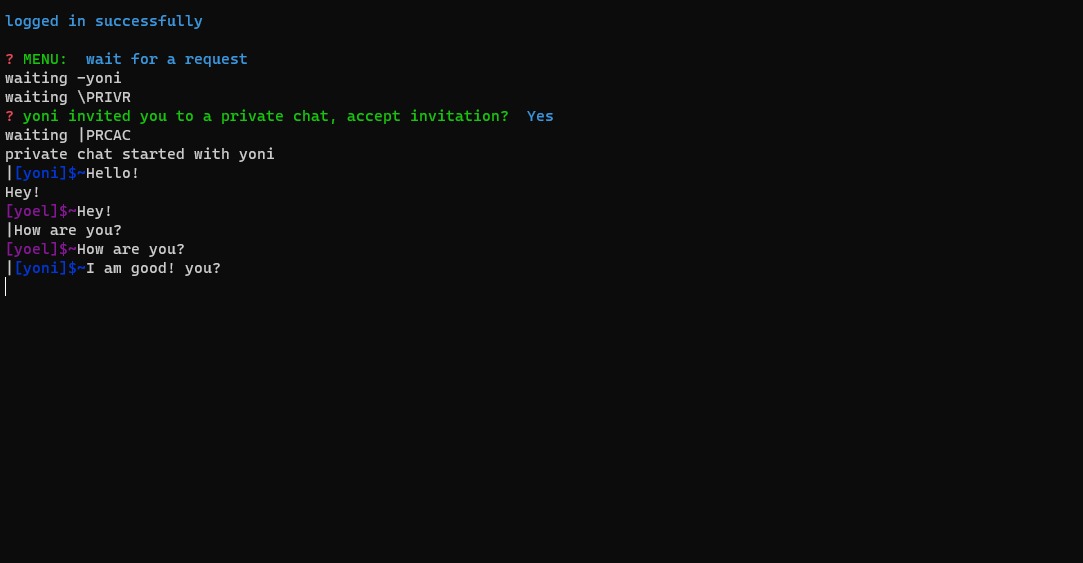 logged in successfully
? MENU:  wait for a request
waiting -yoni
waiting \PRIVR
? yoni invited you to a private chat, accept invitation?  Yes
waiting |PRCAC
private chat started with yoni
|[yoni]$~Hello!
Hey!
[yoel]$~Hey!
|How are you?
[yoel]$~How are you?
|[yoni]$~I am good! you?